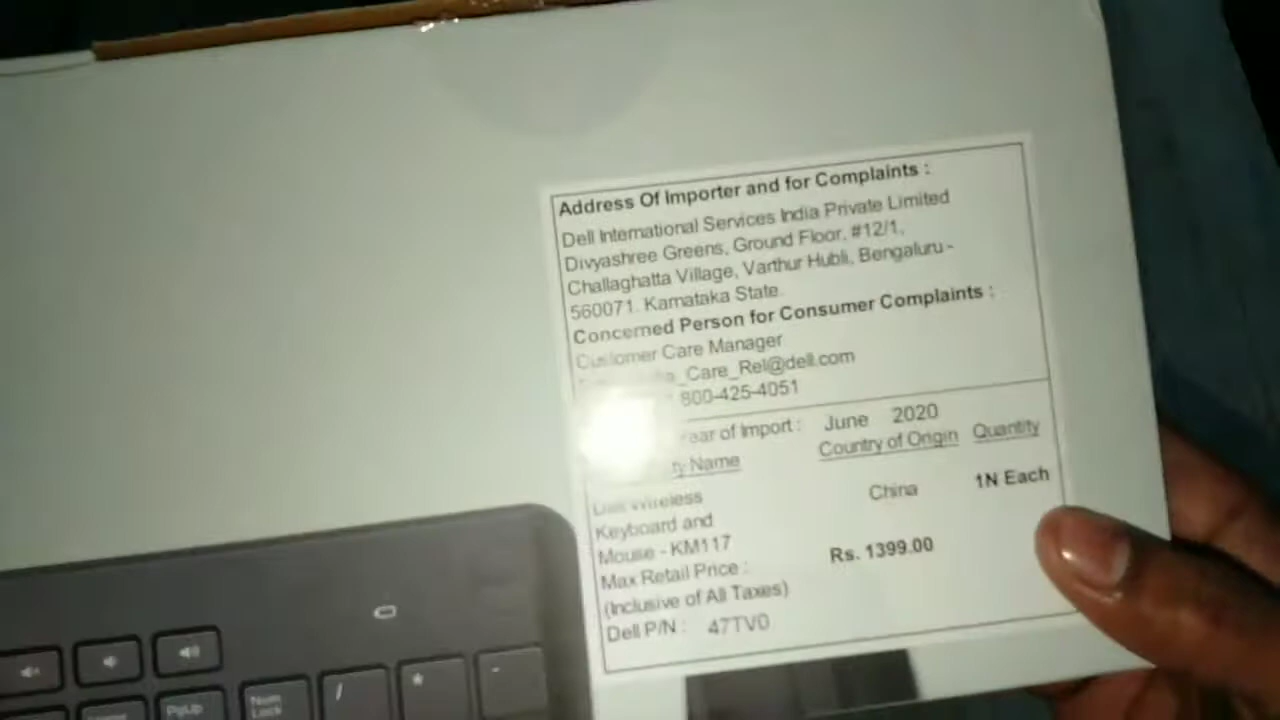 Address Of Importer and for Complaints :
Dell International Services India Private Limited
Divyashree Greens, Ground Floor, #12/1,
Challaghatta Village, Varthur Hubli, Bengaluru -
560071. Karnataka State.
Concerned Person for Consumer Complaints :
Customer Care Manager
_Care_Rel@dell.com
800-425-4051
of Import : June 2020
Name Country of Origin Quantity
Wireless
Keyboard and
Mouse - KM117
China 1N Each
Max Retail Price :
(Inclusive of All Taxes)
Rs. 1399.00
Dell P/N : 47TV0
PgUp
Num
Lock
/
*
-